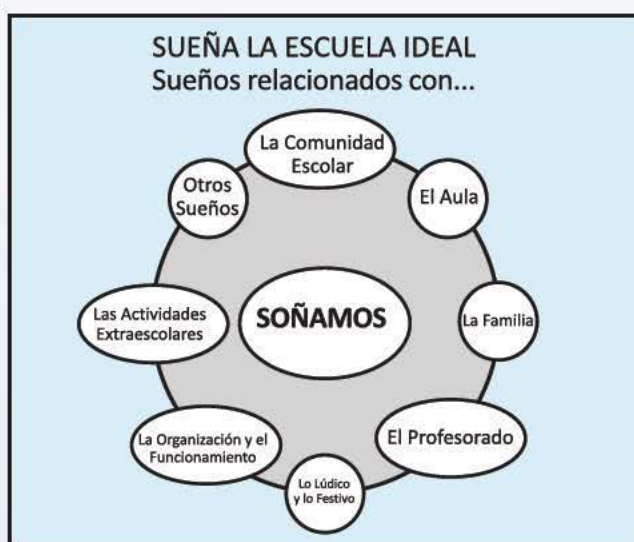 SUEÑA LA ESCUELA IDEAL
Sueños relacionados con...
La Comunidad
Escolar
Otros
Sueños
El Aula
Las Actividades
Extraescolares
SOÑAMOS
La Familia
La Organización y el
Funcionamiento
El Profesorado
Lo Lúdico
y lo Festivo